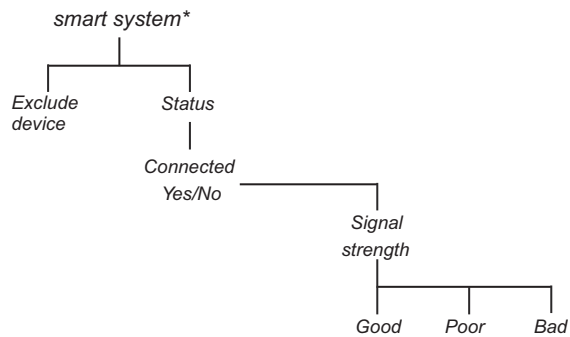 smart system*
Exclude
device
Status
Connected
Yes/No
Signal
strength
Good
Poor
Bad